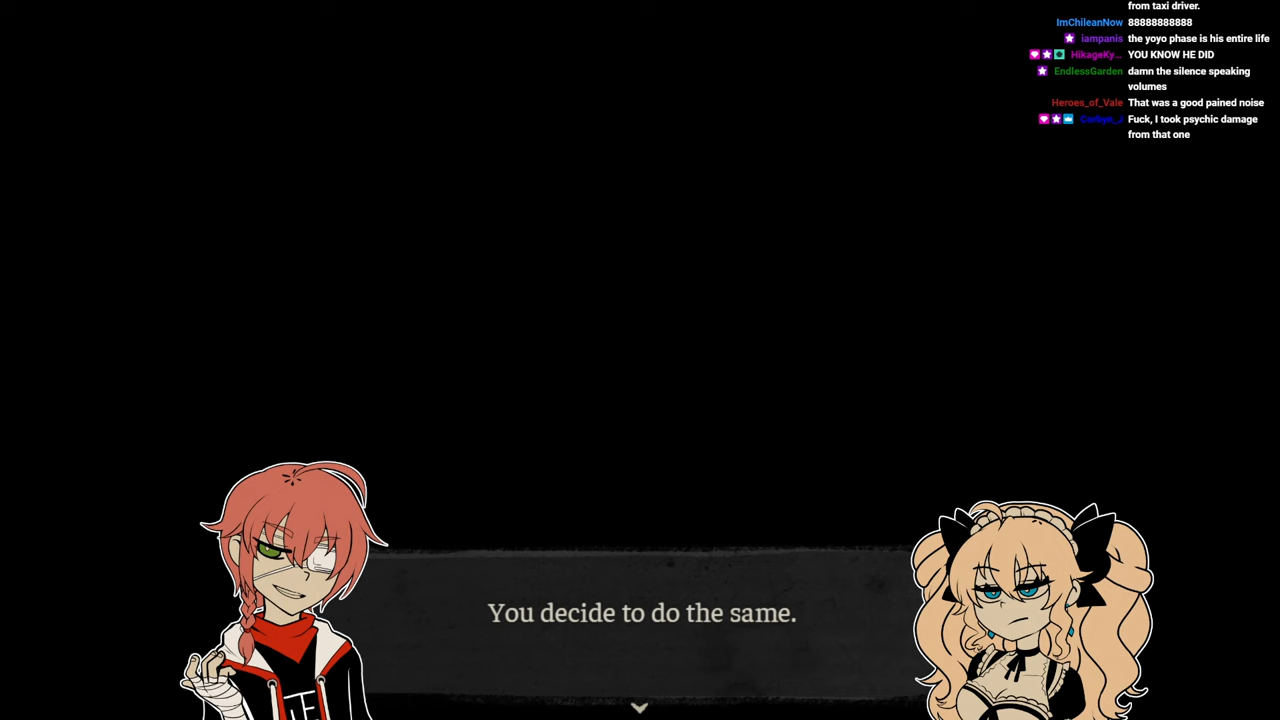 from taxi driver.
ImChileanNow 88888888888
iampanis the yoyo phase is his entire life
HikageKy... YOU KNOW HE DID
EndlessGarden damn the silence speaking
volumes
Heroes_of_Vale That was a good pained noise
Corbyn_J Fuck, I took psychic damage
from that one
You decide to do the same.